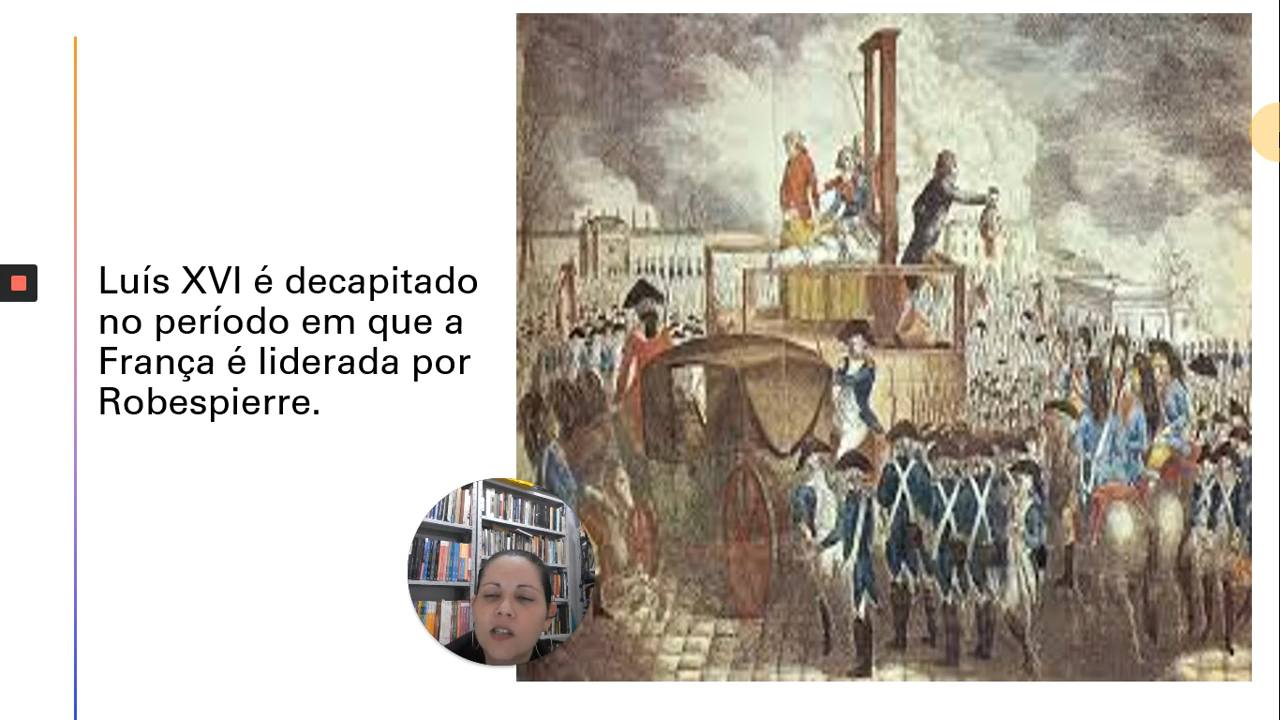 Luís XVI é decapitado
no período em que a
França é liderada por
Robespierre.